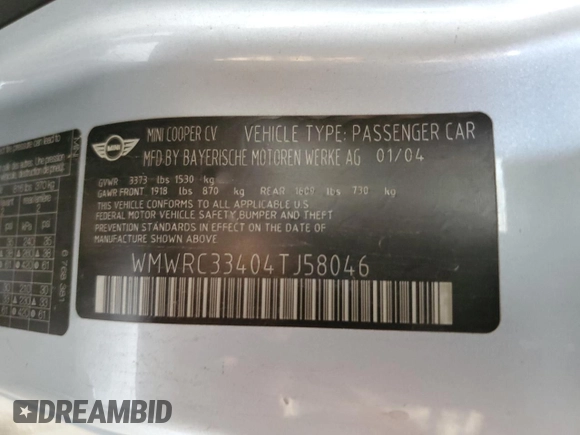 MINI
MINI COOPER CV VEHICLE TYPE: PASSENGER CAR
MFD BY BAYERISCHE MOTOREN WERKE AG 01/04
GVWR 3373 lbs 1530 kg
GAWR FRONT 1918 lbs 870 kg REAR 1609 lbs 730 kg
THIS VEHICLE CONFORMS TO ALL APPLICABLE U.S.
FEDERAL MOTOR VEHICLE SAFETY, BUMPER AND THEFT
PREVENTION STANDARDS IN EFFECT ON THE DATE OF
MANUFACTURE SHOWN ABOVE.
WMWRC33404TJ58046
DREAMBID